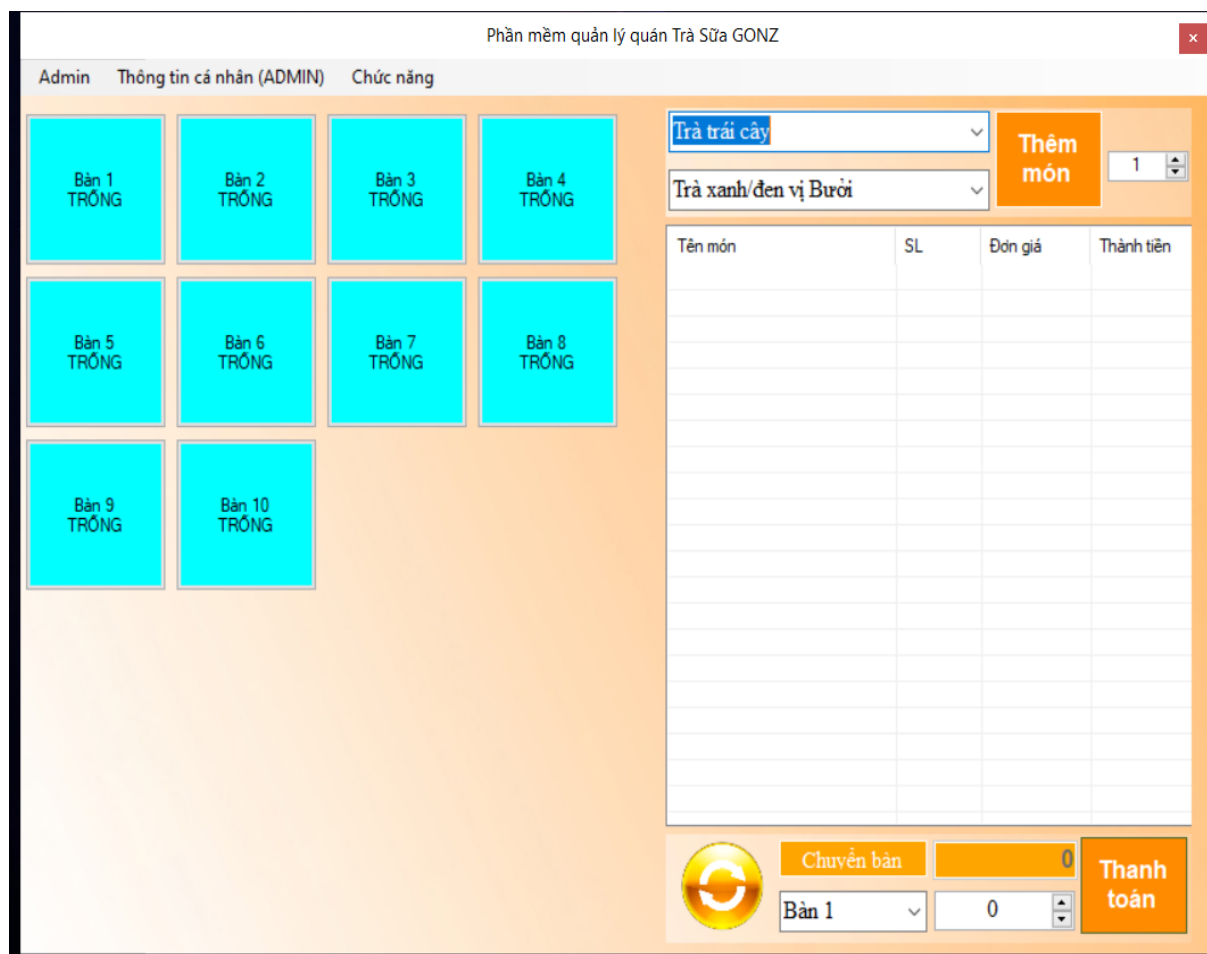 Phần mềm quản lý quán Trà Sữa GONZ
x
Admin Thông tin cá nhân (ADMIN) Chức năng
Bàn 1
TRỐNG
Bàn 2
TRỐNG
Bàn 3
TRỐNG
Bàn 4
TRỐNG
Bàn 5
TRỐNG
Bàn 6
TRỐNG
Bàn 7
TRỐNG
Bàn 8
TRỐNG
Bàn 9
TRỐNG
Bàn 10
TRỐNG
Trà trái cây
Trà xanh/đen vị Bưởi
Thêm
món
1
Tên món SL Đơn giá Thành tiền
Chuyển bàn
0
Bàn 1
0
Thanh
toán